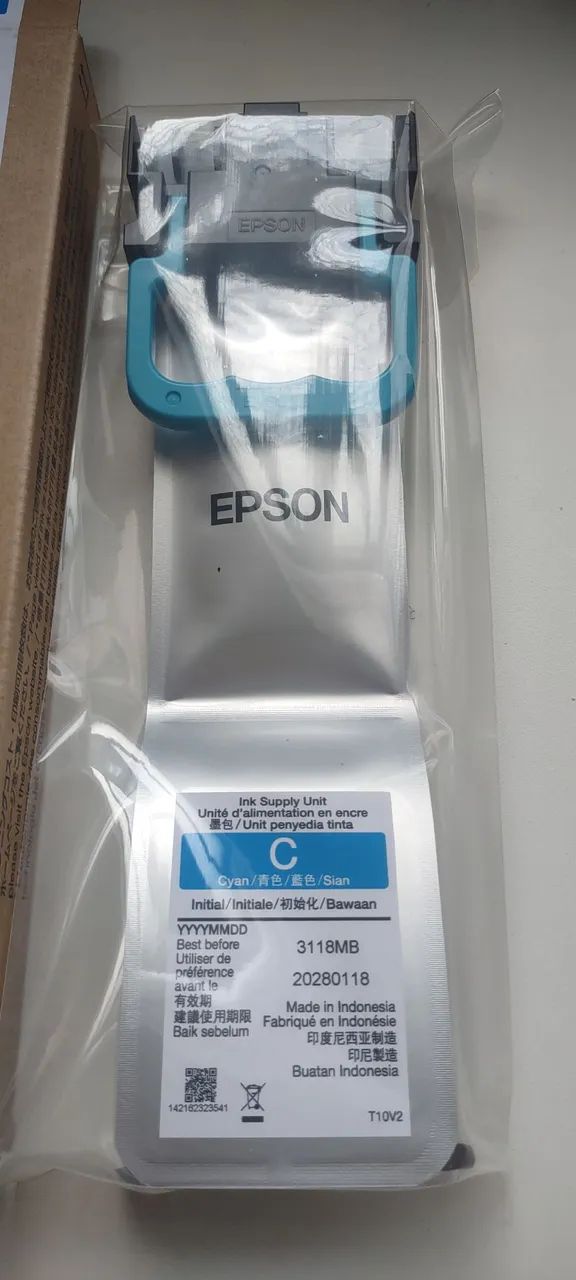 EPSON
EPSON
Ink Supply Unit
Unité d'alimentation en encre
墨包/Unit penyedia tinta
C
Cyan/青色/藍色/Sian
Initial/Initiale/初始化/Bawaan
YYYYMMDD
Best before
Utiliser de
préférence
avant le
有效期
建議使用期限
Baik sebelum
3118MB
20280118
Made in Indonesia
Fabriqué en Indonésie
印度尼西亚制造
印尼製造
Buatan Indonesia
142162323541
T10V2